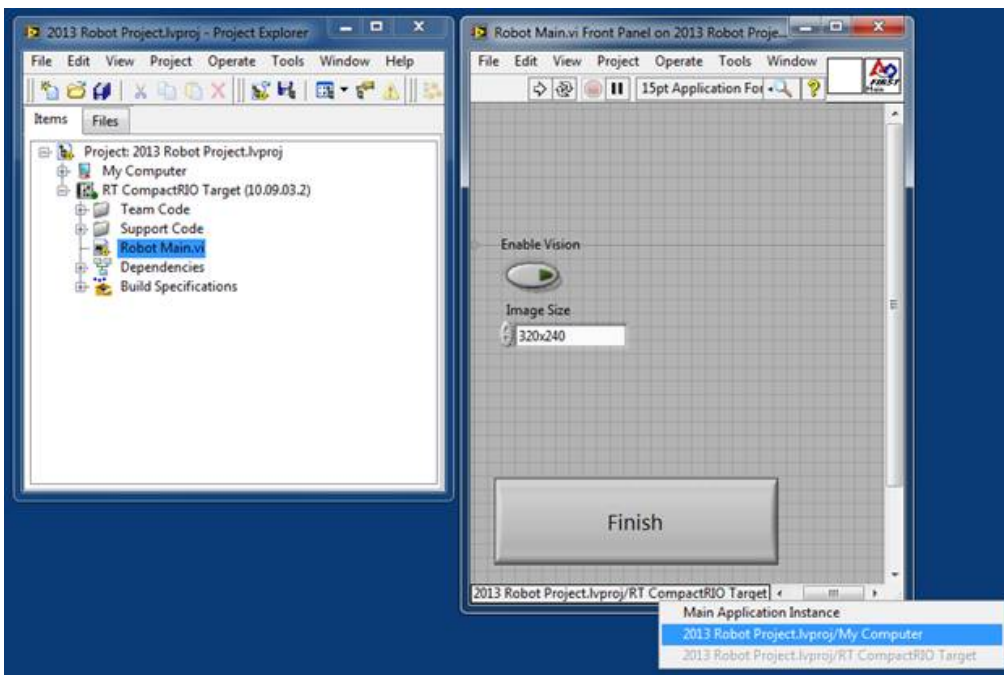 2013 Robot Project.lvproj - Project Explorer
File Edit View Project Operate Tools Window Help
Items Files
Project: 2013 Robot Project.lvproj
My Computer
RT CompactRIO Target (10.09.03.2)
Team Code
Support Code
Robot Main.vi
Dependencies
Build Specifications
Robot Main.vi Front Panel on 2013 Robot Proje...
File Edit View Project Operate Tools Window
15pt Application For
FIRST
Main
Enable Vision
Image Size
320x240
Finish
2013 Robot Project.lvproj/RT CompactRIO Target
Main Application Instance
2013 Robot Project.lvproj/My Computer
2013 Robot Project.lvproj/RT CompactRIO Target